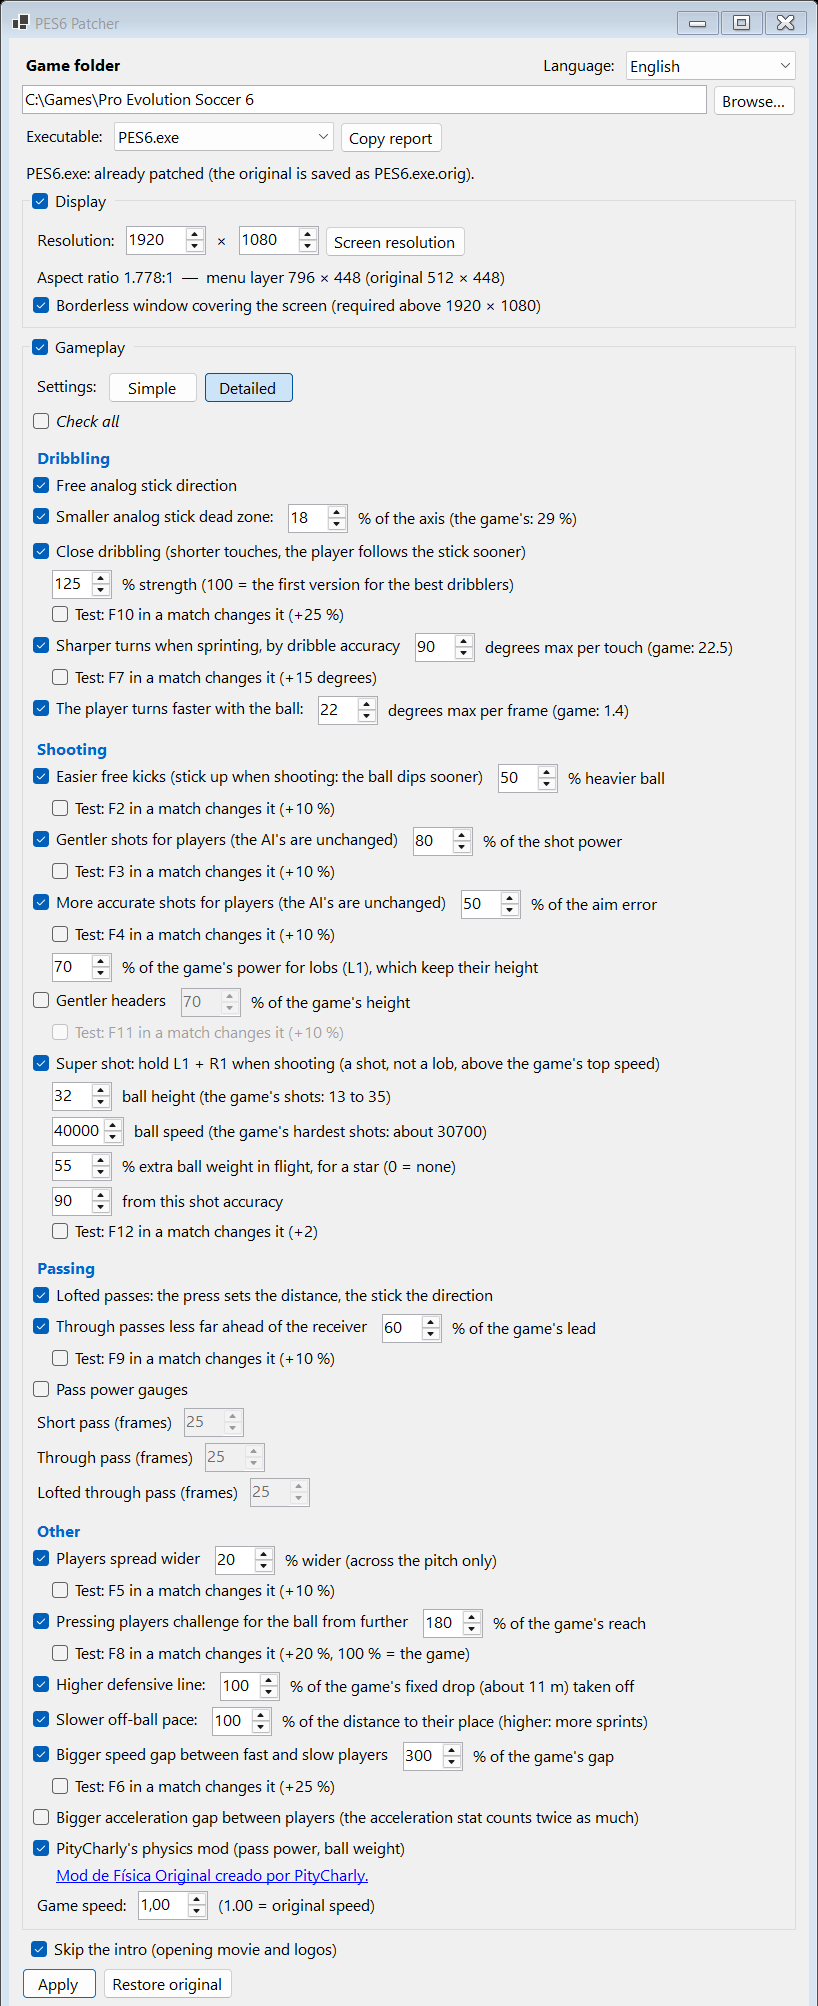 PES6 Patcher
Game folder
Language: English
C:\Games\Pro Evolution Soccer 6 Browse...
Executable: PES6.exe Copy report
PES6.exe: already patched (the original is saved as PES6.exe.orig).
Display
Resolution: 1920 × 1080 Screen resolution
Aspect ratio 1.778:1 — menu layer 796 × 448 (original 512 × 448)
Borderless window covering the screen (required above 1920 × 1080)
Gameplay
Settings: Simple Detailed
Check all
Dribbling
Free analog stick direction
Smaller analog stick dead zone: 18 % of the axis (the game's: 29 %)
Close dribbling (shorter touches, the player follows the stick sooner)
125 % strength (100 = the first version for the best dribblers)
Test: F10 in a match changes it (+25 %)
Sharper turns when sprinting, by dribble accuracy 90 degrees max per touch (game: 22.5)
Test: F7 in a match changes it (+15 degrees)
The player turns faster with the ball: 22 degrees max per frame (game: 1.4)
Shooting
Easier free kicks (stick up when shooting: the ball dips sooner) 50 % heavier ball
Test: F2 in a match changes it (+10 %)
Gentler shots for players (the AI's are unchanged) 80 % of the shot power
Test: F3 in a match changes it (+10 %)
More accurate shots for players (the AI's are unchanged) 50 % of the aim error
Test: F4 in a match changes it (+10 %)
70 % of the game's power for lobs (L1), which keep their height
Gentler headers 70 % of the game's height
Test: F11 in a match changes it (+10 %)
Super shot: hold L1 + R1 when shooting (a shot, not a lob, above the game's top speed)
32 ball height (the game's shots: 13 to 35)
40000 ball speed (the game's hardest shots: about 30700)
55 % extra ball weight in flight, for a star (0 = none)
90 from this shot accuracy
Test: F12 in a match changes it (+2)
Passing
Lofted passes: the press sets the distance, the stick the direction
Through passes less far ahead of the receiver 60 % of the game's lead
Test: F9 in a match changes it (+10 %)
Pass power gauges
Short pass (frames) 25
Through pass (frames) 25
Lofted through pass (frames) 25
Other
Players spread wider 20 % wider (across the pitch only)
Test: F5 in a match changes it (+10 %)
Pressing players challenge for the ball from further 180 % of the game's reach
Test: F8 in a match changes it (+20 %, 100 % = the game)
Higher defensive line: 100 % of the game's fixed drop (about 11 m) taken off
Slower off-ball pace: 100 % of the distance to their place (higher: more sprints)
Bigger speed gap between fast and slow players 300 % of the game's gap
Test: F6 in a match changes it (+25 %)
Bigger acceleration gap between players (the acceleration stat counts twice as much)
PityCharly's physics mod (pass power, ball weight)
Mod de Física Original creado por PityCharly.
Game speed: 1,00 (1.00 = original speed)
Skip the intro (opening movie and logos)
Apply Restore original